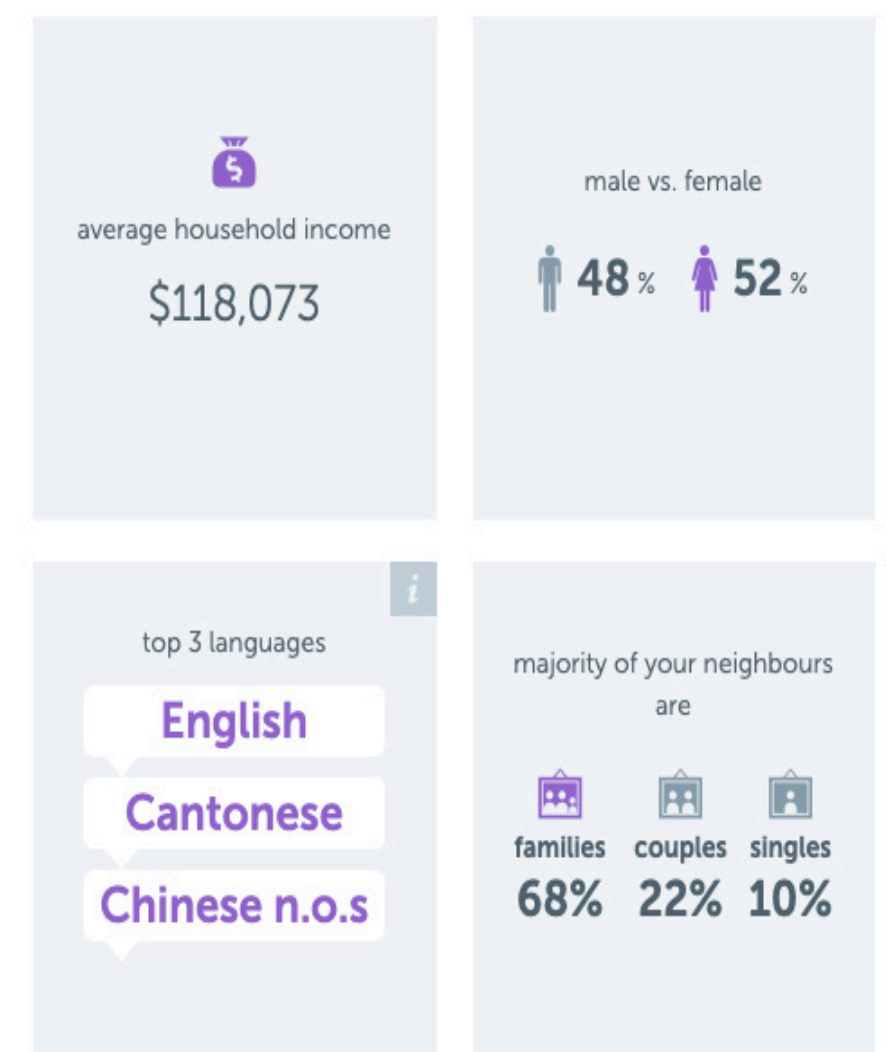 average household income
$118,073
male vs. female
48 % 52 %
i
top 3 languages
English
Cantonese
Chinese n.o.s
majority of your neighbours
are
families couples singles
68% 22% 10%